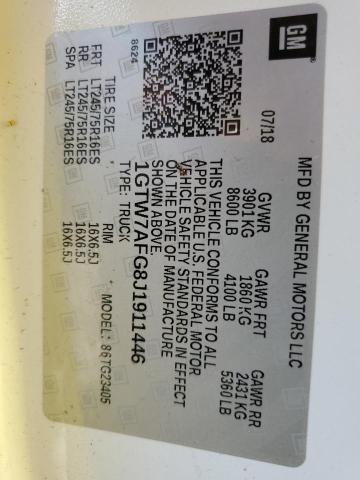 GM
MFD BY GENERAL MOTORS LLC
07/18
GVWR GAWR FRT GAWR RR
3901 KG 1860 KG 2431 KG
8600 LB 4100 LB 5360 LB
THIS VEHICLE CONFORMS TO ALL
APPLICABLE U.S. FEDERAL MOTOR
VEHICLE SAFETY STANDARDS IN EFFECT
ON THE DATE OF MANUFACTURE
SHOWN ABOVE.
1GTW7AFG8J1911446
TYPE: TRUCK
8624
MODEL: 86TG23405
TIRE SIZE RIM
FRT LT245/75R16ES 16X6.5J
RR LT245/75R16ES 16X6.5J
SPA LT245/75R16ES 16X6.5J